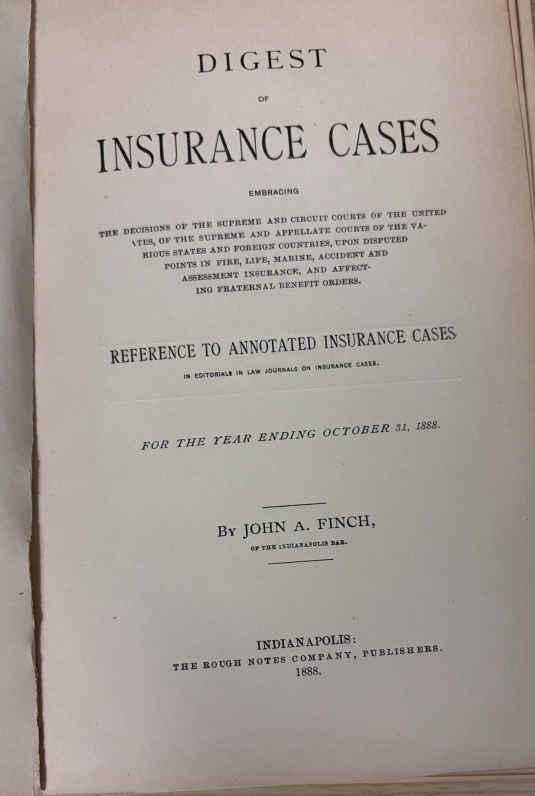 DIGEST
OF
INSURANCE CASES
EMBRACING
THE DECISIONS OF THE SUPREME AND CIRCUIT COURTS OF THE UNITED
TES, OF THE SUPREME AND APPELLATE COURTS OF THE VA-
RIOUS STATES AND FOREIGN COUNTRIES, UPON DISPUTED
POINTS IN FIRE, LIFE, MARINE, ACCIDENT AND
ASSESSMENT INSURANCE, AND AFFECT-
ING FRATERNAL BENEFIT ORDERS.
REFERENCE TO ANNOTATED INSURANCE CASES
IN EDITORIALS IN LAW JOURNALS ON INSURANCE CASES.
FOR THE YEAR ENDING OCTOBER 31, 1888.
BY JOHN A. FINCH,
OF THE INDIANAPOLIS BAR.
INDIANAPOLIS:
THE ROUGH NOTES COMPANY, PUBLISHERS.
1888.